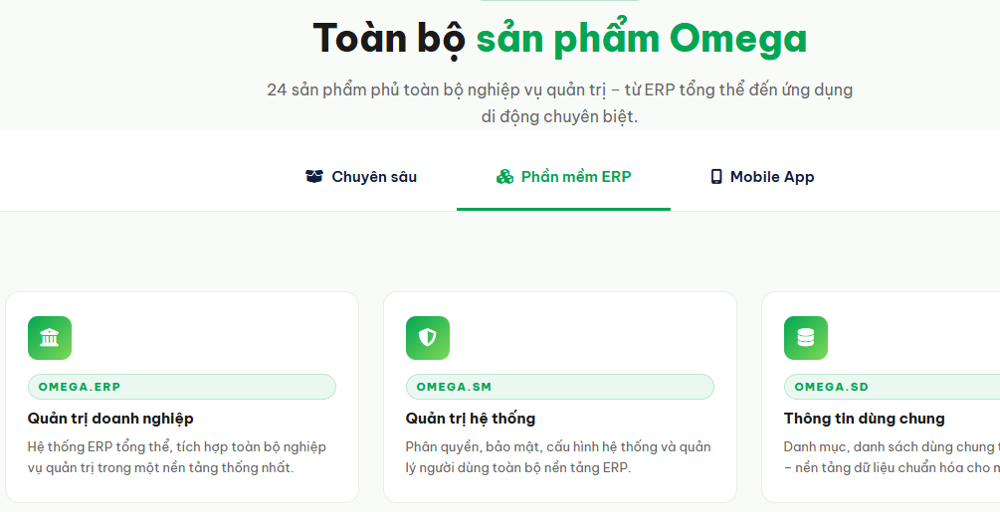 Toàn bộ sản phẩm Omega
24 sản phẩm phủ toàn bộ nghiệp vụ quản trị – từ ERP tổng thể đến ứng dụng
di động chuyên biệt.
Chuyên sâu
Phần mềm ERP
Mobile App
OMEGA.ERP
Quản trị doanh nghiệp
Hệ thống ERP tổng thể, tích hợp toàn bộ nghiệp
vụ quản trị trong một nền tảng thống nhất.
OMEGA.SM
Quản trị hệ thống
Phân quyền, bảo mật, cấu hình hệ thống và quản
lý người dùng toàn bộ nền tảng ERP.
OMEGA.SD
Thông tin dùng chung
Danh mục, danh sách dùng chung
– nền tảng dữ liệu chuẩn hóa cho